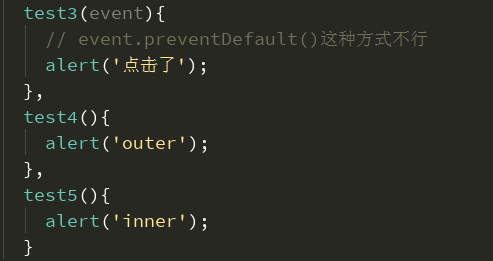 test3(event){
// event.preventDefault()这种方式不行
alert('点击了');
},
test4(){
alert('outer');
},
test5(){
alert('inner');
}